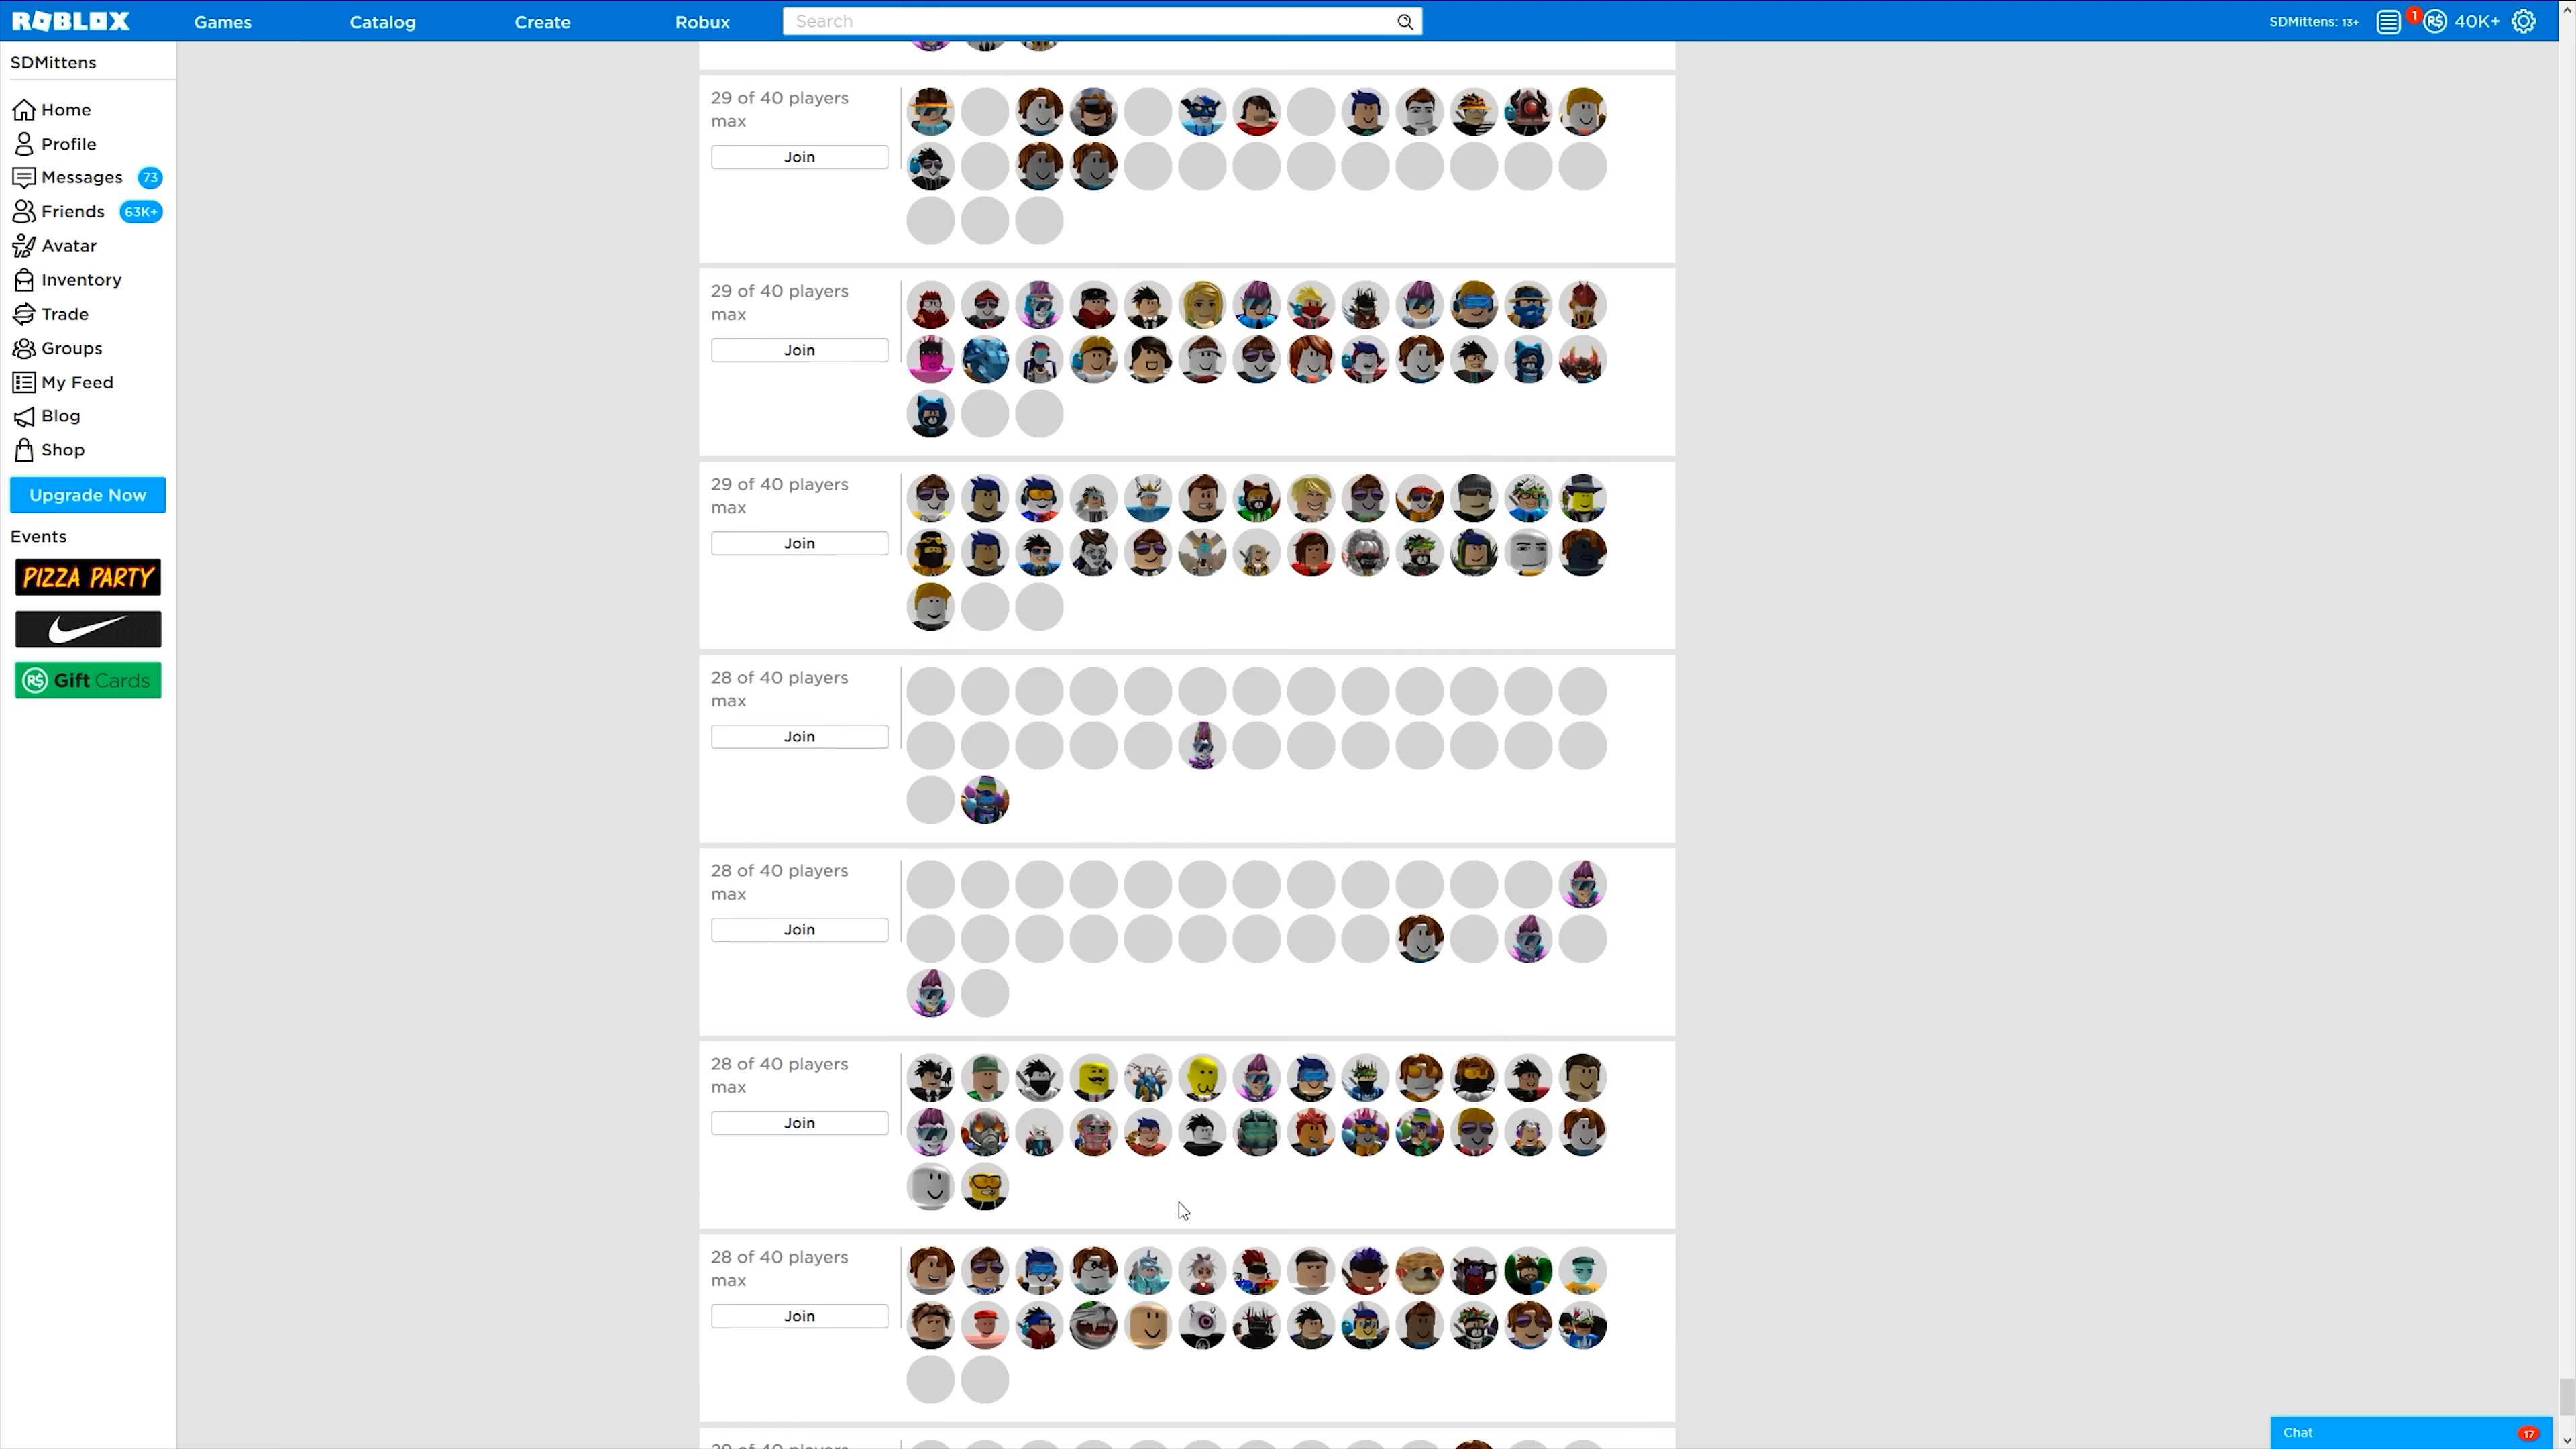 ROBLOX
Games
Catalog
Create
Robux
Search
SDMittens: 13+
1
R$
40K+
SDMittens
Home
Profile
Messages 73
Friends 63K+
Avatar
Inventory
Trade
Groups
My Feed
Blog
Shop
Upgrade Now
Events
PIZZA PARTY
R$ Gift Cards
29 of 40 players
max
Join
29 of 40 players
max
Join
29 of 40 players
max
Join
28 of 40 players
max
Join
28 of 40 players
max
Join
28 of 40 players
max
Join
28 of 40 players
max
Join
Chat 17